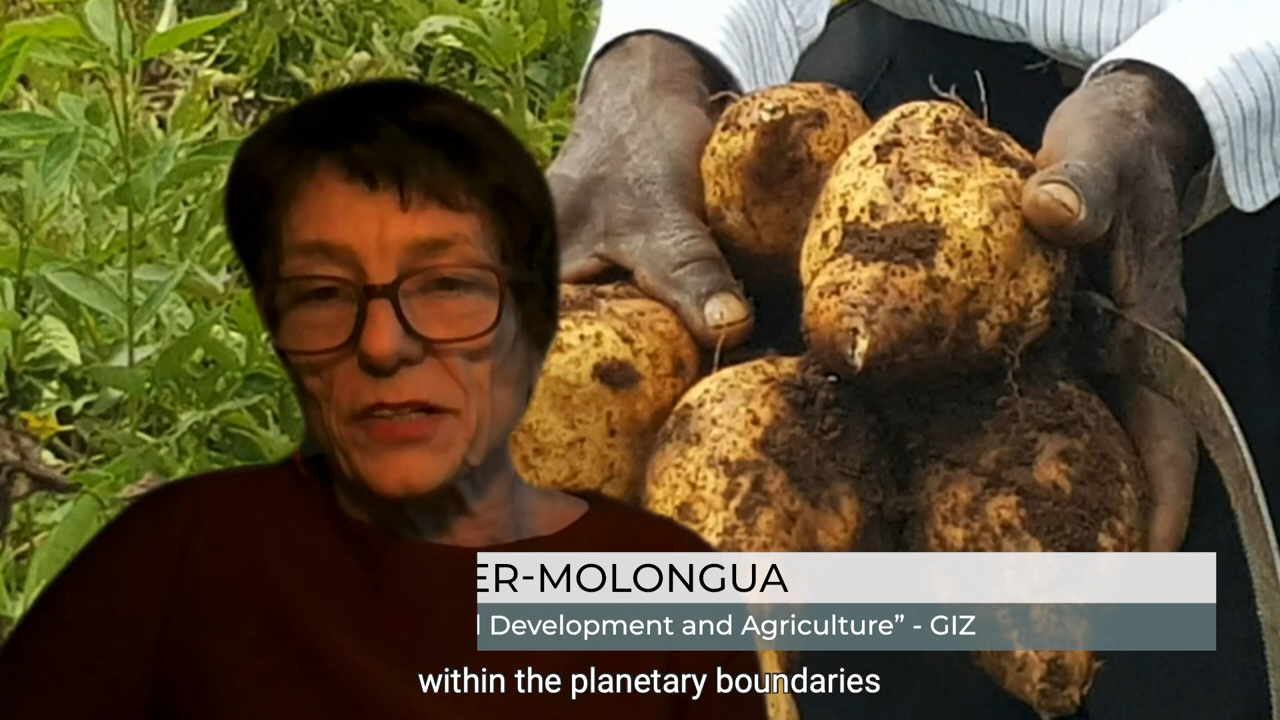 ER-MOLONGUA
Development and Agriculture” - GIZ
within the planetary boundaries